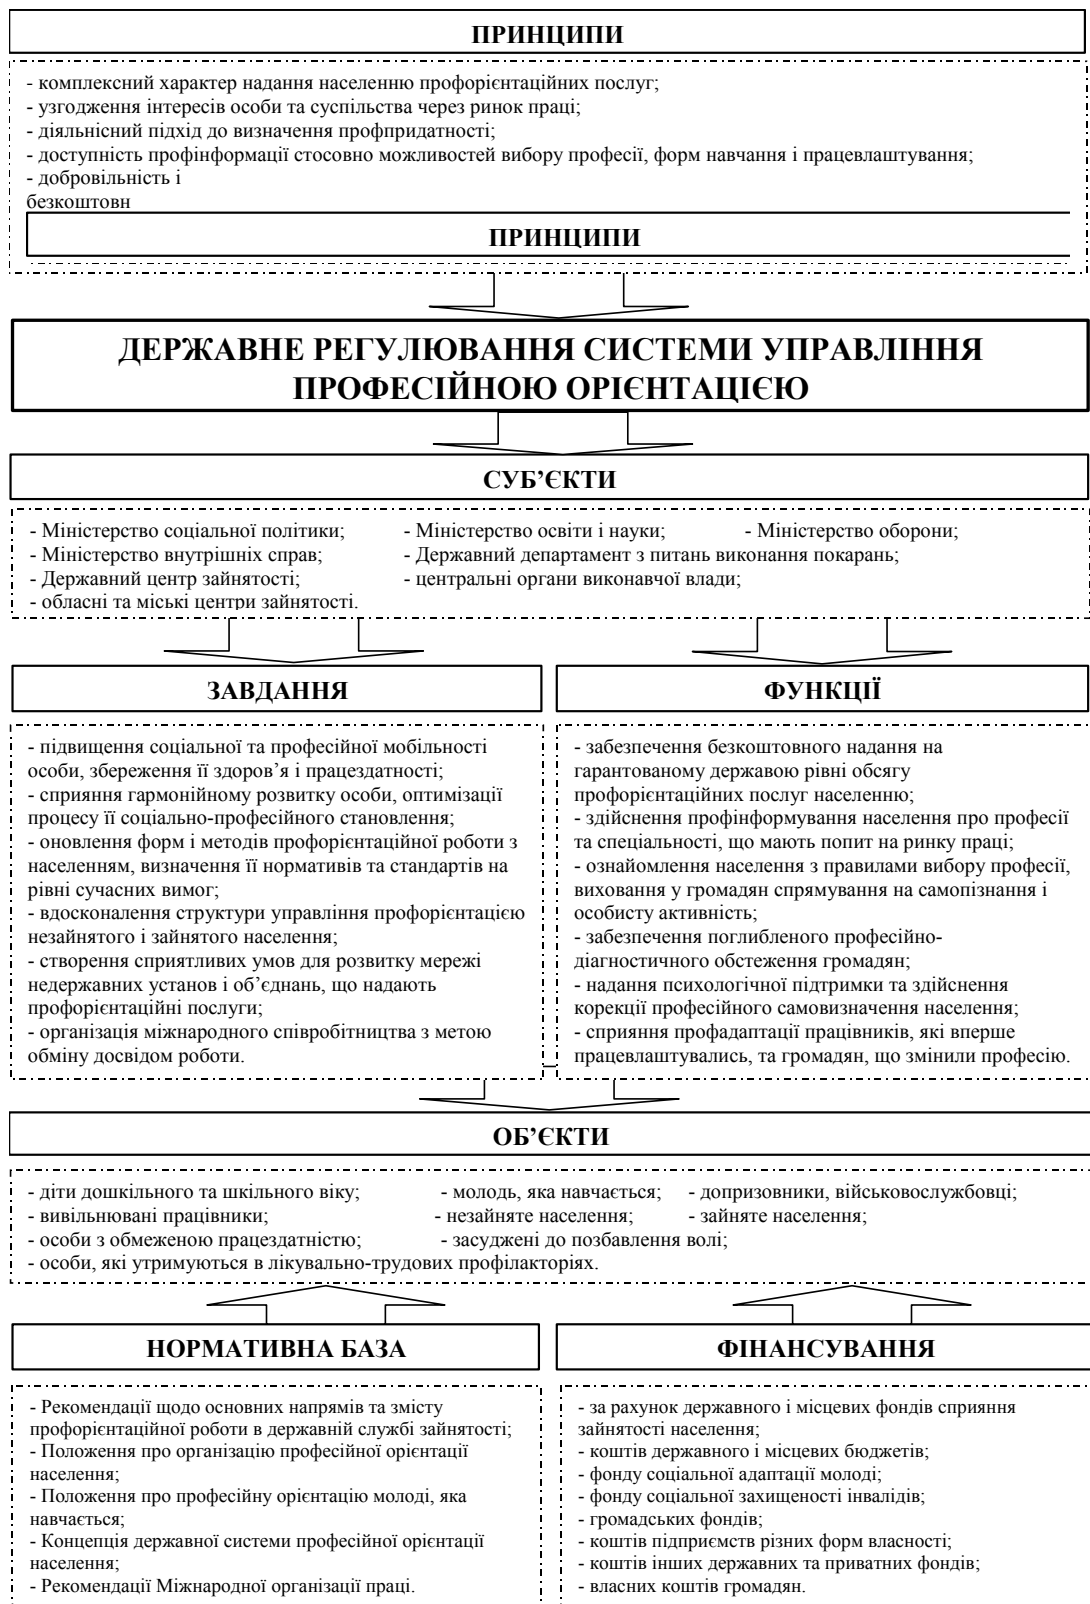 ПРИНЦИПИ
- комплексний характер надання населенню профорієнтаційних послуг;
- узгодження інтересів особи та суспільства через ринок праці;
- діяльнісний підхід до визначення профпридатності;
- доступність профінформації стосовно можливостей вибору професії, форм навчання і працевлаштування;
- добровільність і
безкоштовн
ПРИНЦИПИ
ДЕРЖАВНЕ РЕГУЛЮВАННЯ СИСТЕМИ УПРАВЛІННЯ
ПРОФЕСІЙНОЮ ОРІЄНТАЦІЄЮ
СУБ’ЄКТИ
- Міністерство соціальної політики; - Міністерство освіти і науки; - Міністерство оборони;
- Міністерство внутрішніх справ; - Державний департамент з питань виконання покарань;
- Державний центр зайнятості; - центральні органи виконавчої влади;
- обласні та міські центри зайнятості.
ЗАВДАННЯ
- підвищення соціальної та професійної мобільності
особи, збереження її здоров’я і працездатності;
- сприяння гармонійному розвитку особи, оптимізації
процесу її соціально-професійного становлення;
- оновлення форм і методів профорієнтаційної роботи з
населенням, визначення її нормативів та стандартів на
рівні сучасних вимог;
- вдосконалення структури управління профорієнтацією
незайнятого і зайнятого населення;
- створення сприятливих умов для розвитку мережі
недержавних установ і об’єднань, що надають
профорієнтаційні послуги;
- організація міжнародного співробітництва з метою
обміну досвідом роботи.
ФУНКЦІЇ
- забезпечення безкоштовного надання на
гарантованому державою рівні обсягу
профорієнтаційних послуг населенню;
- здійснення профінформування населення про професії
та спеціальності, що мають попит на ринку праці;
- ознайомлення населення з правилами вибору професії,
виховання у громадян спрямування на самопізнання і
особисту активність;
- забезпечення поглибленого професійно-
діагностичного обстеження громадян;
- надання психологічної підтримки та здійснення
корекції професійного самовизначення населення;
- сприяння профадаптації працівників, які вперше
працевлаштувались, та громадян, що змінили професію.
ОБ’ЄКТИ
- діти дошкільного та шкільного віку; - молодь, яка навчається; - допризовники, військовослужбовці;
- вивільнювані працівники; - незайняте населення; - зайняте населення;
- особи з обмеженою працездатністю; - засуджені до позбавлення волі;
- особи, які утримуються в лікувально-трудових профілакторіях.
НОРМАТИВНА БАЗА
- Рекомендації щодо основних напрямів та змісту
профорієнтаційної роботи в державній службі зайнятості;
- Положення про організацію професійної орієнтації
населення;
- Положення про професійну орієнтацію молоді, яка
навчається;
- Концепція державної системи професійної орієнтації
населення;
- Рекомендації Міжнародної організації праці.
ФІНАНСУВАННЯ
- за рахунок державного і місцевих фондів сприяння
зайнятості населення;
- коштів державного і місцевих бюджетів;
- фонду соціальної адаптації молоді;
- фонду соціальної захищеності інвалідів;
- громадських фондів;
- коштів підприємств різних форм власності;
- коштів інших державних та приватних фондів;
- власних коштів громадян.